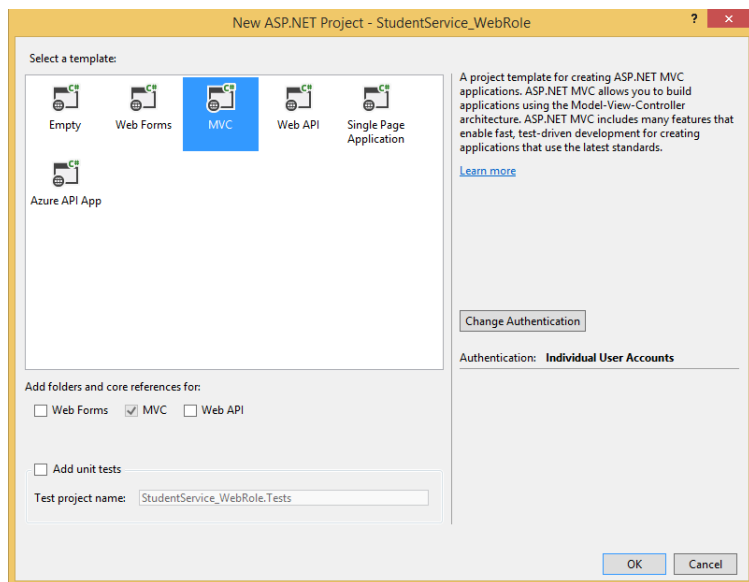 New ASP.NET Project - StudentService_WebRole
?
Select a template:
C#
Empty
C#
Web Forms
C#
MVC
C#
Web API
C#
Single Page
Application
C#
Azure API App
A project template for creating ASP.NET MVC
applications. ASP.NET MVC allows you to build
applications using the Model-View-Controller
architecture. ASP.NET MVC includes many features that
enable fast, test-driven development for creating
applications that use the latest standards.
Learn more
Change Authentication
Authentication: Individual User Accounts
Add folders and core references for:
Web Forms MVC Web API
Add unit tests
Test project name: StudentService_WebRole.Tests
OK Cancel